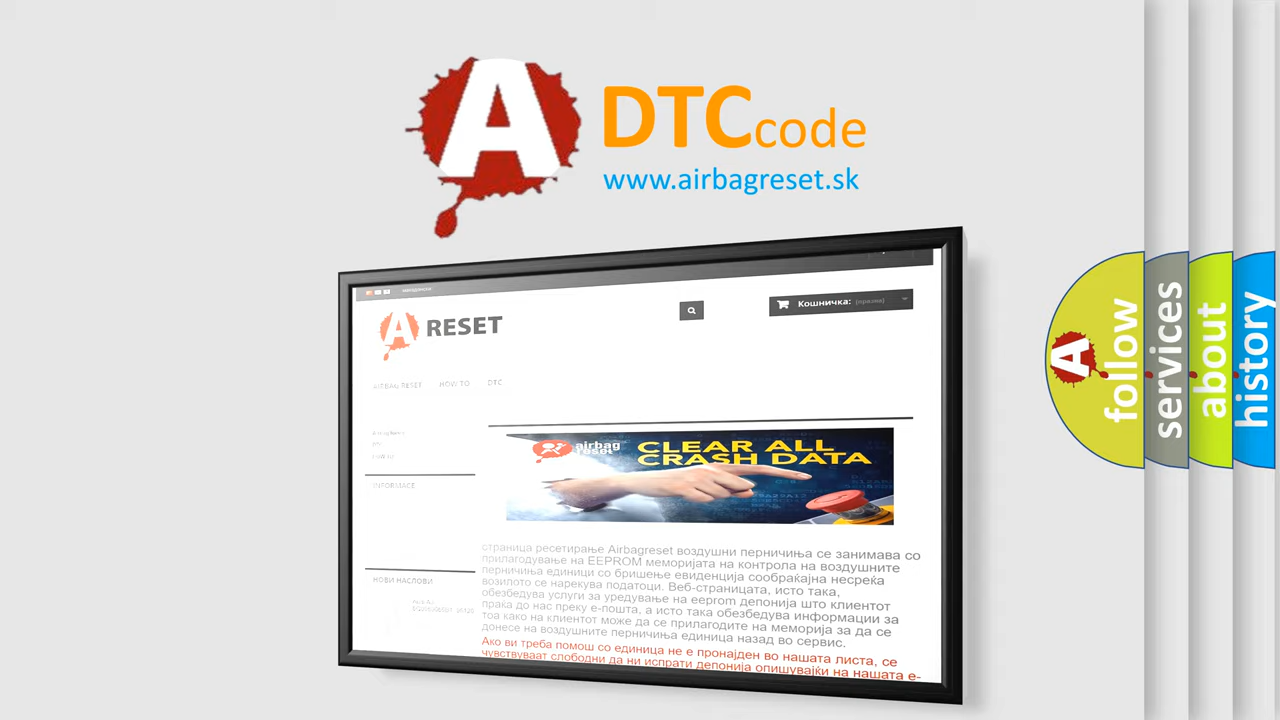 A DTCcode
www.airbagreset.sk
Кошничка: (празни)
A RESET
AIRBAG RESET HOW TO DTC
airbag reset
CLEAR ALL
CRASH DATA
INFORMACE
страница ресетирање Airbagreset воздушни перничиња се занимава со
прилагодување на EEPROM меморијата на контрола на воздушните
перничиња единици со бришење евиденција сообраќајна несреќа
возилото се нарекува податоци. Веб-страницата, исто така,
обезбедува услуги за уредување на eeprom депонија што клиентот
праќа до нас преку е-пошта, а исто така обезбедува информации за
тоа како на клиентот може да се прилагодите на меморија за да се
донесе на воздушните перничиња единица назад во сервис.
Ако ви треба помош со единица не е пронајден во нашата листа, се
чувствуваат слободни да ни испрати депонија опишувајќи на нашата е-
НОВИ НАСЛОВИ
A follow
services
about
history